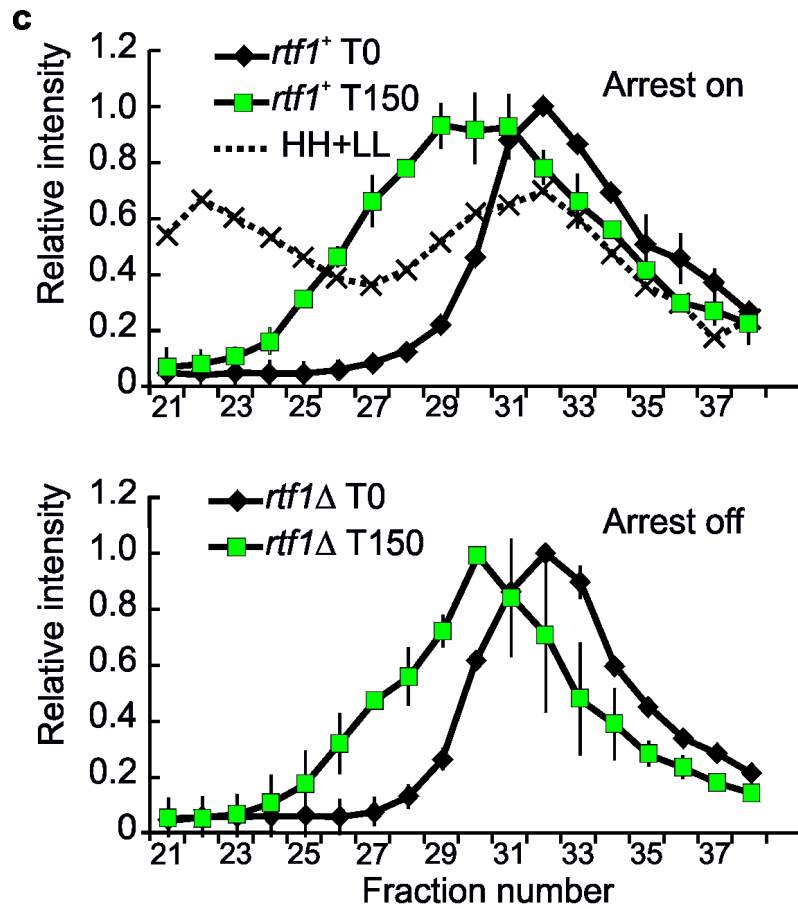 c
rtf1⁺ T0
rtf1⁺ T150
HH+LL
Arrest on
Relative intensity
1.2
1.0
0.8
0.6
0.4
0.2
0
21 23 25 27 29 31 33 35 37
rtf1Δ T0
rtf1Δ T150
Arrest off
Relative intensity
1.2
1.0
0.8
0.6
0.4
0.2
0
21 23 25 27 29 31 33 35 37
Fraction number